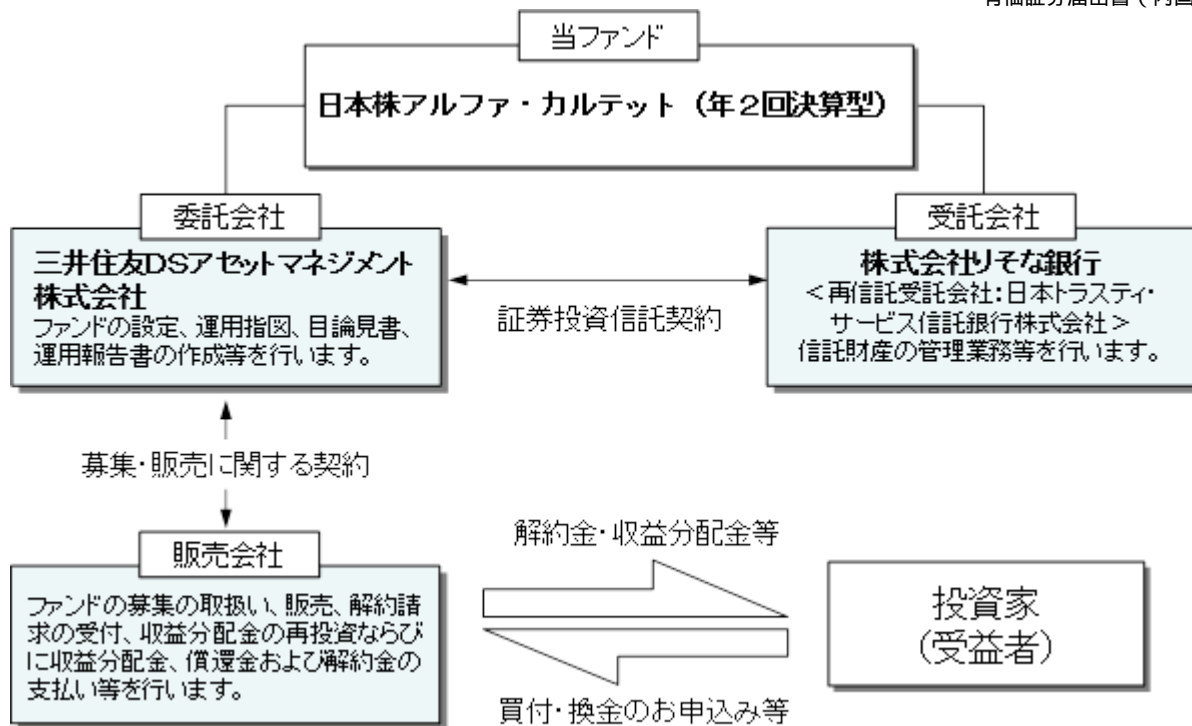 当ファンド
日本株アルファ・カルテット（年２回決算型）
委託会社
三井住友DSアセットマネジメント
株式会社
ファンドの設定、運用指図、目論見書、
運用報告書の作成等を行います。
証券投資信託契約
受託会社
株式会社りそな銀行
＜再信託受託会社：日本トラスティ・
サービス信託銀行株式会社＞
信託財産の管理業務等を行います。
募集・販売に関する契約
販売会社
ファンドの募集の取扱い、販売、解約請
求の受付、収益分配金の再投資ならび
に収益分配金、償還金および解約金の
支払い等を行います。
解約金・収益分配金等
買付・換金のお申込み等
投資家
（受益者）